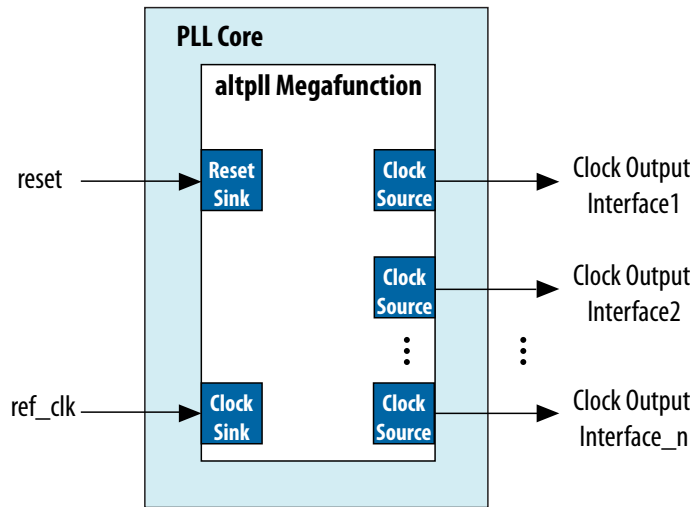 PLL Core
altpll Megafunction
reset
Reset
Sink
Clock
Source
Clock Output
Interface1
Clock
Source
Clock Output
Interface2
ref_clk
Clock
Sink
Clock
Source
Clock Output
Interface_n